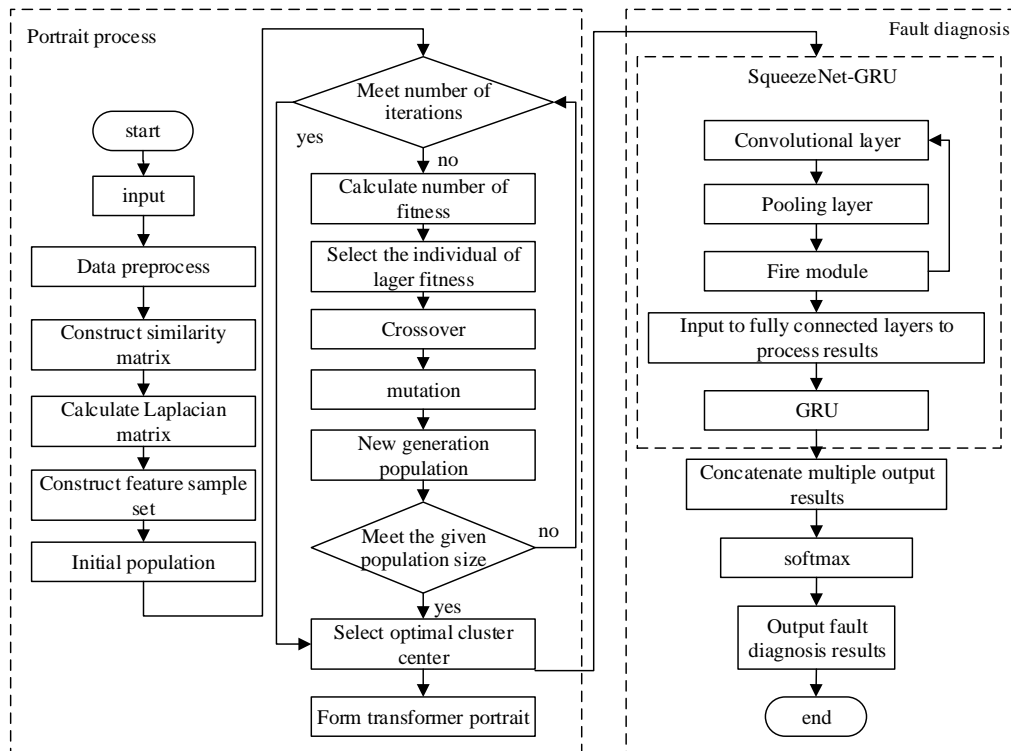 Portrait process
start
input
Data preprocess
Construct similarity
matrix
Calculate Laplacian
matrix
Construct feature sample
set
Initial population
Meet number of
iterations
yes
no
Calculate number of
fitness
Select the individual of
lager fitness
Crossover
mutation
New generation
population
Meet the given
population size
no
yes
Select optimal cluster
center
Form transformer portrait
Fault diagnosis
SqueezeNet-GRU
Convolutional layer
Pooling layer
Fire module
Input to fully connected layers to
process results
GRU
Concatenate multiple output
results
softmax
Output fault
diagnosis results
end